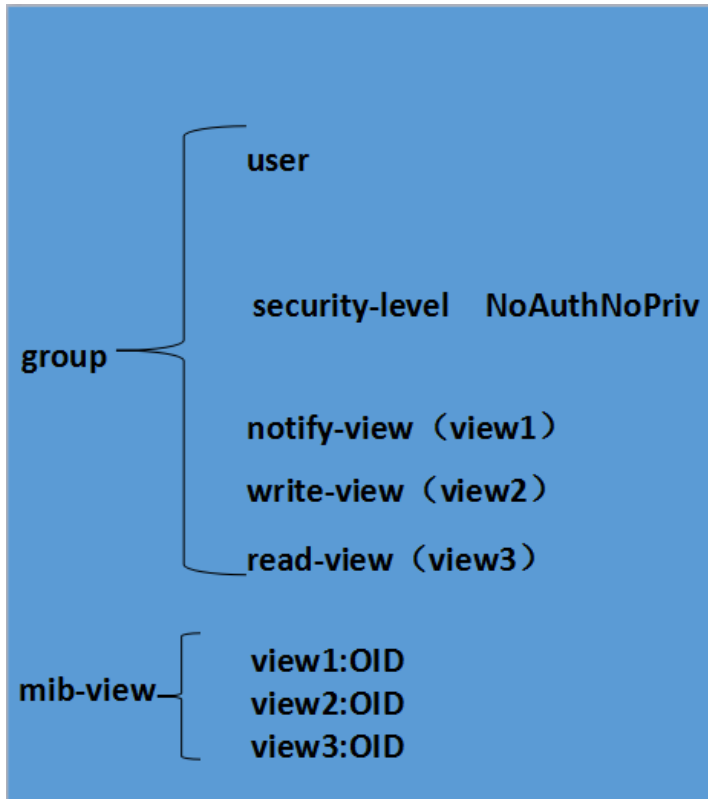 user
security-level NoAuthNoPriv
group
notify-view（view1）
write-view（view2）
read-view（view3）
mib-view
view1:OID
view2:OID
view3:OID